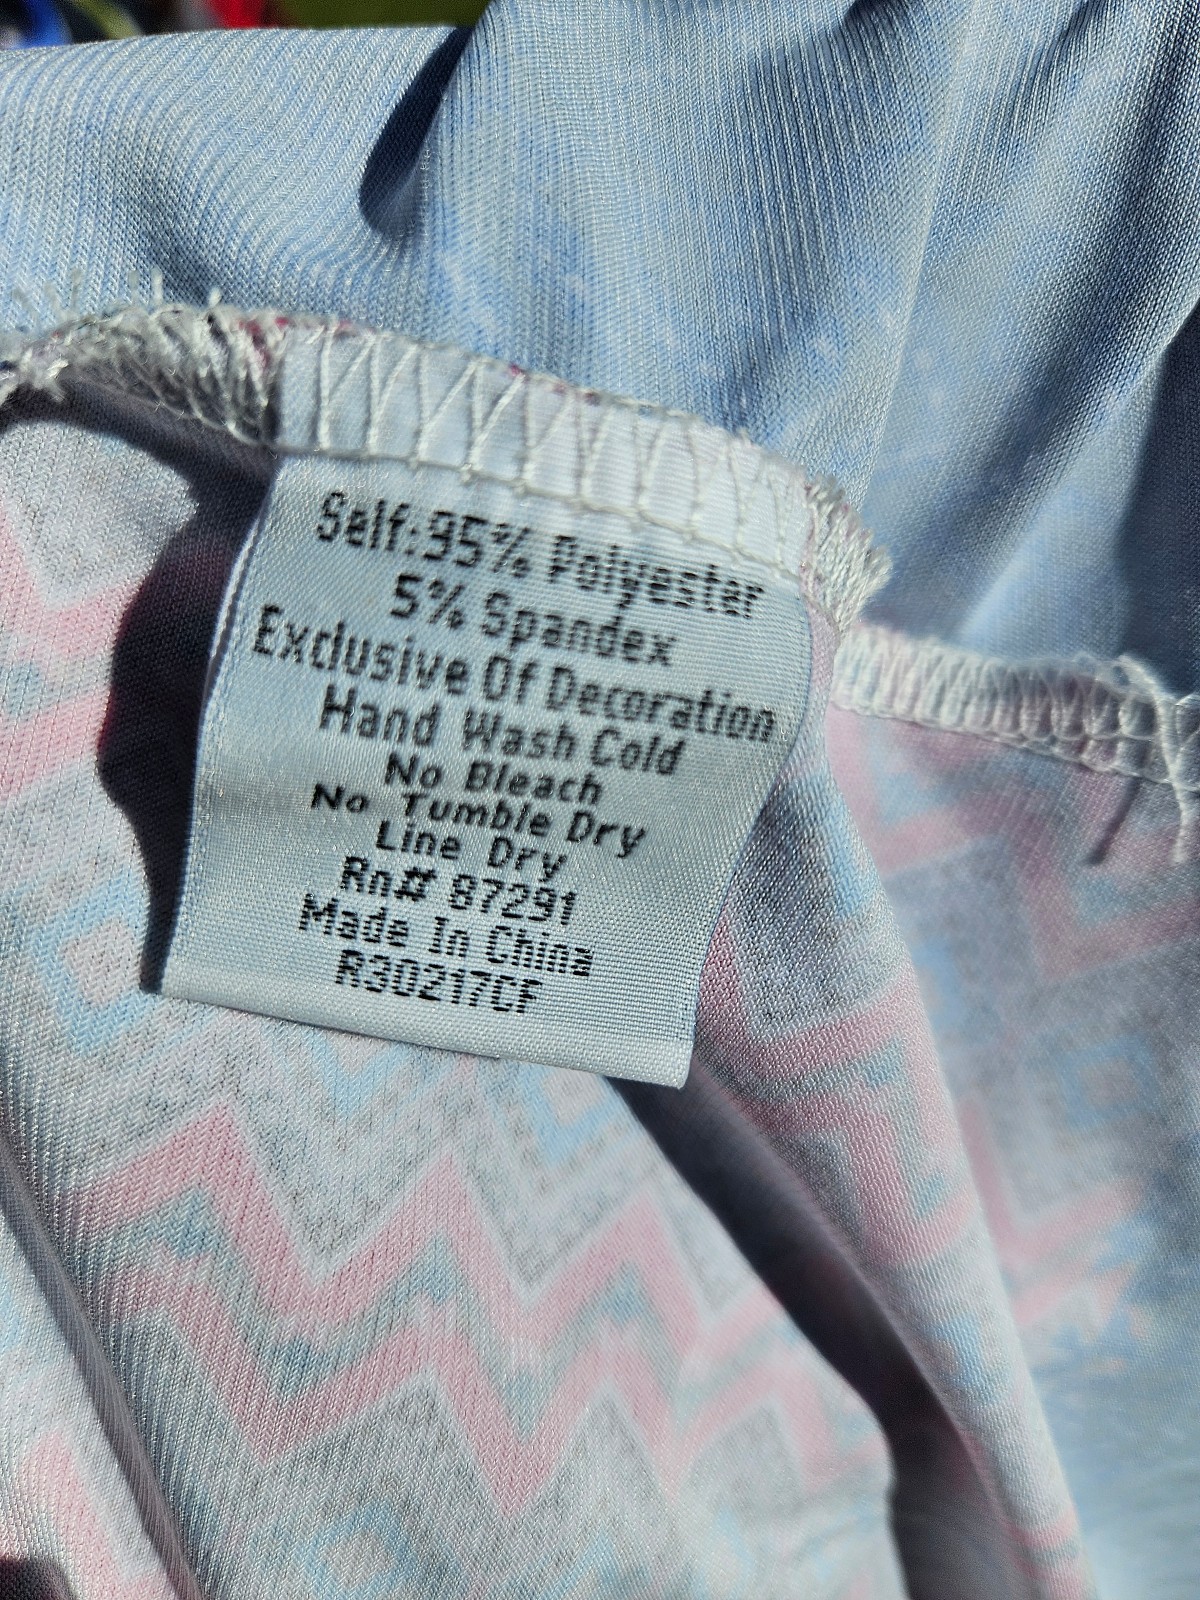 Self:95% Polyester
5% Spandex
Exclusive Of Decoration
Hand Wash Cold
No Bleach
No Tumble Dry
Line Dry
Rn# 87291
Made In China
R30217CF